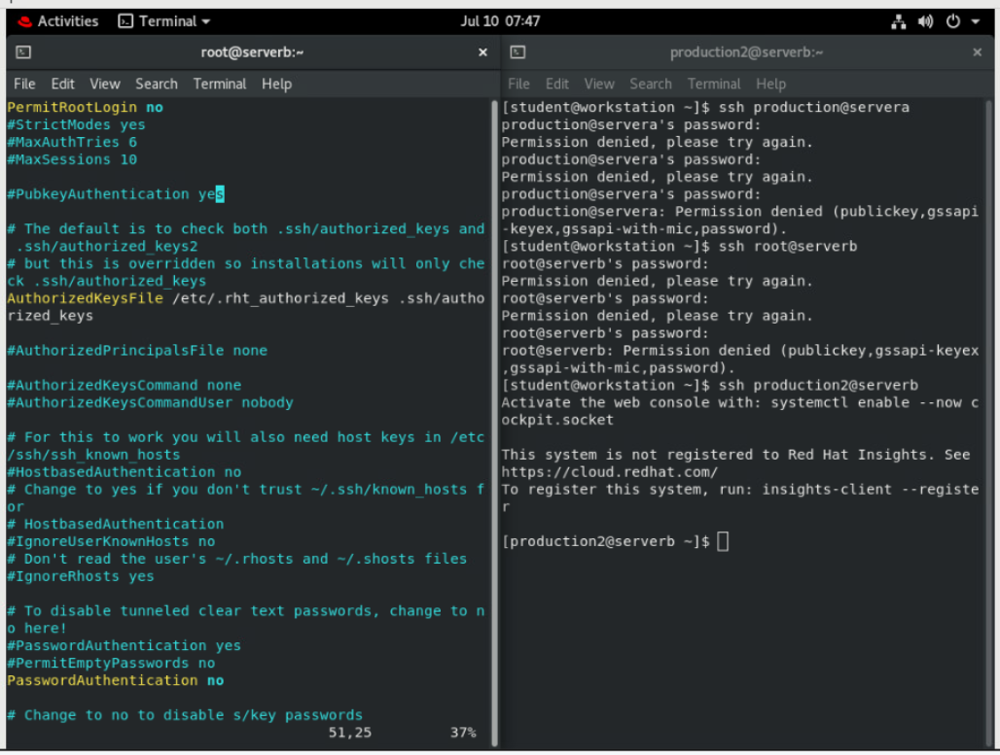 Activities Terminal Jul 10 07:47
root@serverb:~
File Edit View Search Terminal Help
PermitRootLogin no
#StrictModes yes
#MaxAuthTries 6
#MaxSessions 10
#PubkeyAuthentication yes
# The default is to check both .ssh/authorized_keys and
.ssh/authorized_keys2
# but this is overridden so installations will only che
ck .ssh/authorized_keys
AuthorizedKeysFile /etc/.rht_authorized_keys .ssh/autho
rized_keys
#AuthorizedPrincipalsFile none
#AuthorizedKeysCommand none
#AuthorizedKeysCommandUser nobody
# For this to work you will also need host keys in /etc
/ssh/ssh_known_hosts
#HostbasedAuthentication no
# Change to yes if you don't trust ~/.ssh/known_hosts f
or
# HostbasedAuthentication
#IgnoreUserKnownHosts no
# Don't read the user's ~/.rhosts and ~/.shosts files
#IgnoreRhosts yes
# To disable tunneled clear text passwords, change to n
o here!
#PasswordAuthentication yes
#PermitEmptyPasswords no
PasswordAuthentication no
# Change to no to disable s/key passwords
51,25 37%
production2@serverb:~
File Edit View Search Terminal Help
[student@workstation ~]$ ssh production@servera
production@servera's password:
Permission denied, please try again.
production@servera's password:
Permission denied, please try again.
production@servera's password:
production@servera: Permission denied (publickey,gssapi
-keyex,gssapi-with-mic,password).
[student@workstation ~]$ ssh root@serverb
root@serverb's password:
Permission denied, please try again.
root@serverb's password:
Permission denied, please try again.
root@serverb's password:
root@serverb: Permission denied (publickey,gssapi-keyex
,gssapi-with-mic,password).
[student@workstation ~]$ ssh production2@serverb
Activate the web console with: systemctl enable --now c
ockpit.socket
This system is not registered to Red Hat Insights. See
https://cloud.redhat.com/
To register this system, run: insights-client --registe
r
[production2@serverb ~]$